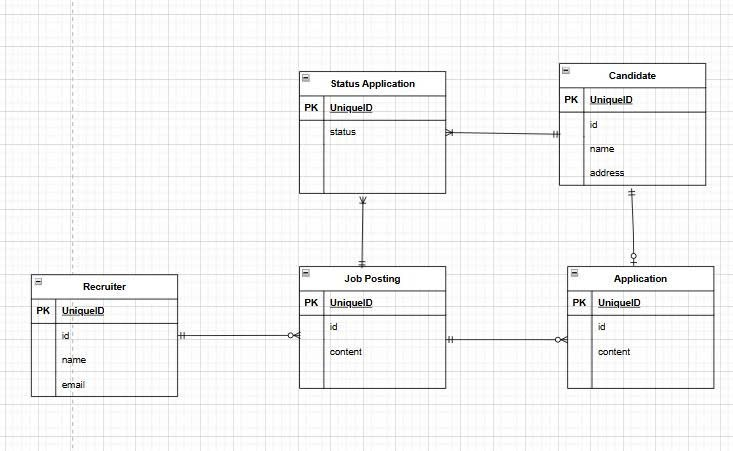 Status Application
PK UniqueID
status
Candidate
PK UniqueID
id
name
address
Recruiter
PK UniqueID
id
name
email
Job Posting
PK UniqueID
id
content
Application
PK UniqueID
id
content